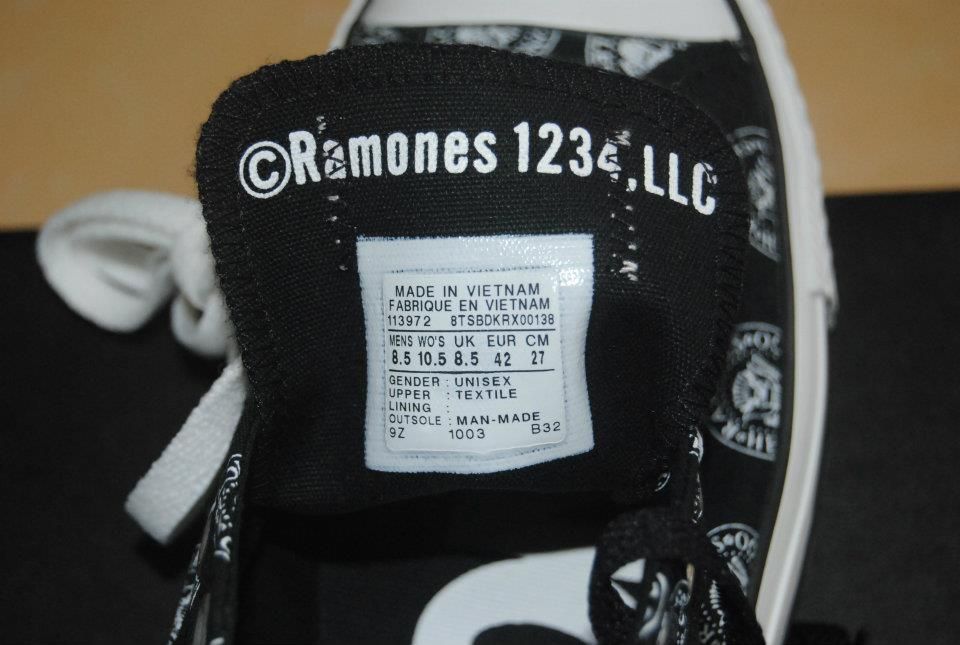 ©Ramones 1234,LLC
MADE IN VIETNAM
FABRIQUE EN VIETNAM
113972 8TSBDKRX00138
MENS WO'S UK EUR CM
8.5 10.5 8.5 42 27
GENDER : UNISEX
UPPER : TEXTILE
LINING :
OUTSOLE : MAN-MADE
9Z 1003 B32